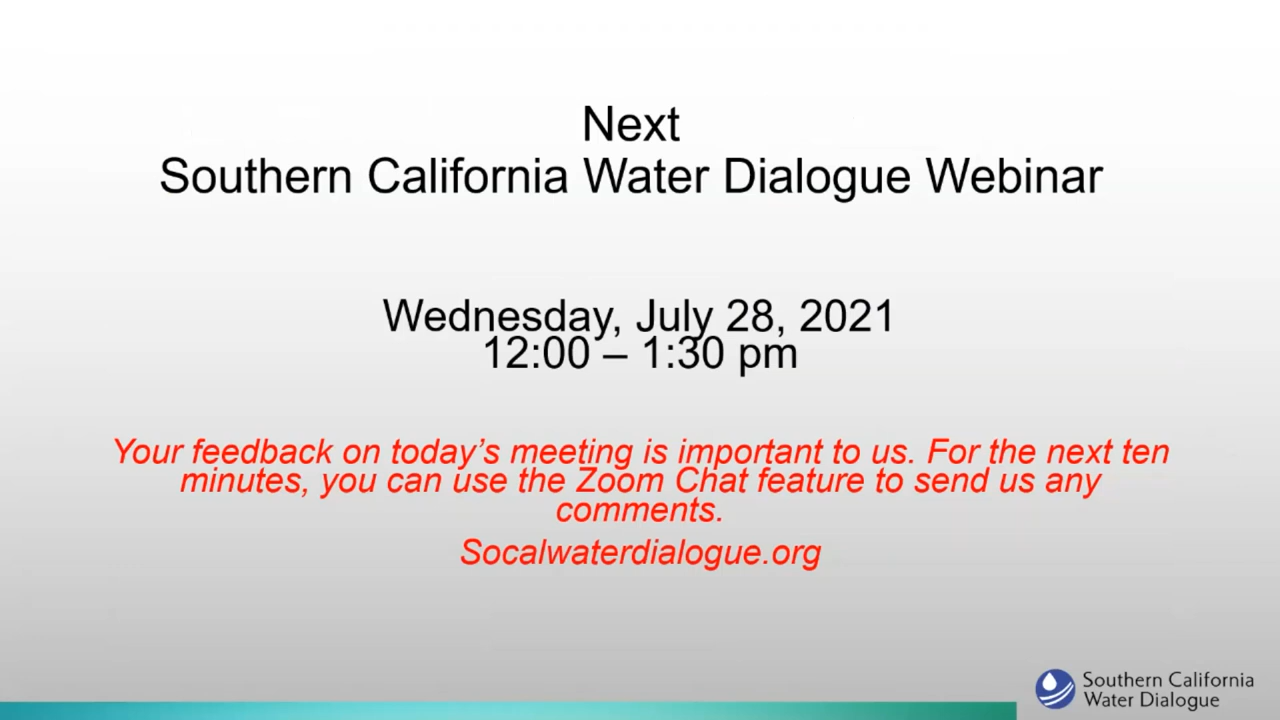 Next
Southern California Water Dialogue Webinar
Wednesday, July 28, 2021
12:00 – 1:30 pm
Your feedback on today’s meeting is important to us. For the next ten
minutes, you can use the Zoom Chat feature to send us any
comments.
Socalwaterdialogue.org
Southern California
Water Dialogue